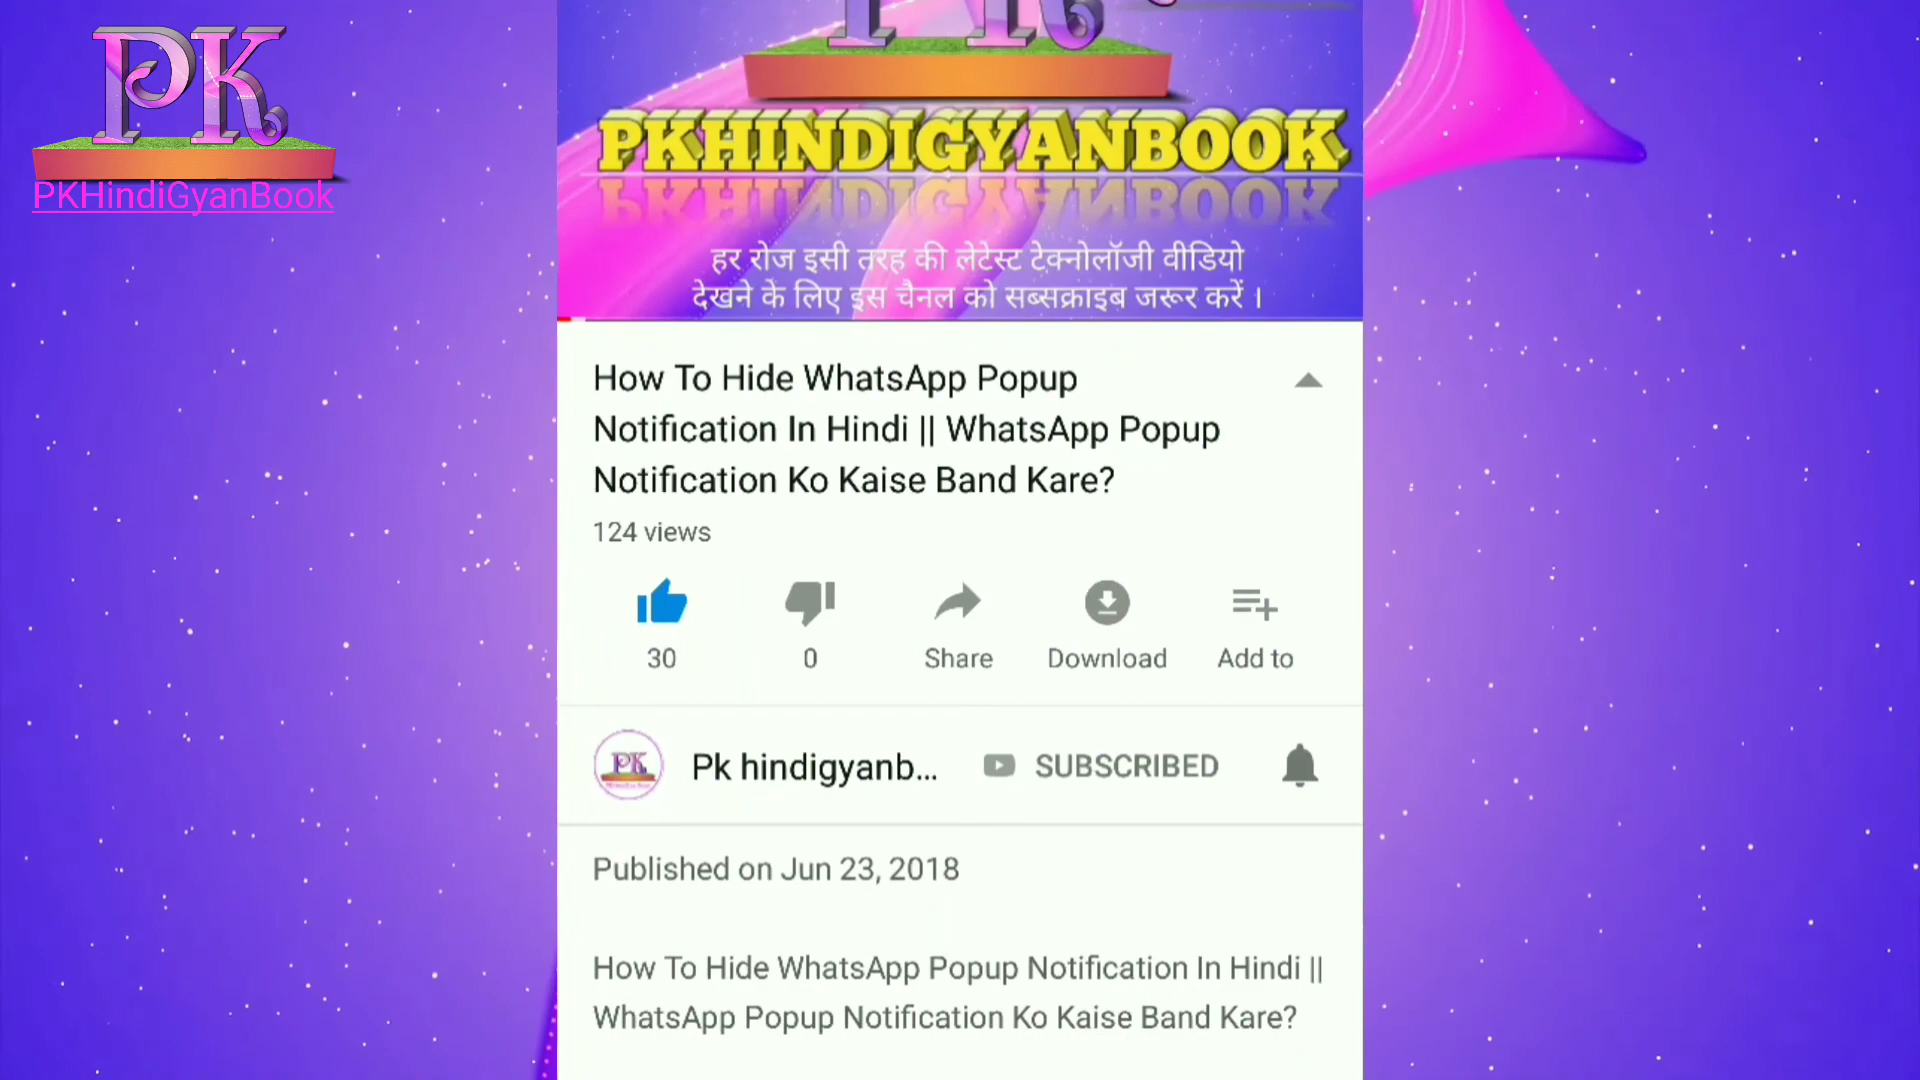 PK
PKHindiGyanBook
PK
PKHINDIGYANBOOK
हर रोज इसी तरह की लेटेस्ट टेक्नोलॉजी वीडियो
देखने के लिए इस चैनल को सब्सक्राइब जरूर करें ।
How To Hide WhatsApp Popup
Notification In Hindi || WhatsApp Popup
Notification Ko Kaise Band Kare?
124 views
30
0
Share
Download
Add to
PK
Pk hindigyanb...
SUBSCRIBED
Published on Jun 23, 2018
How To Hide WhatsApp Popup Notification In Hindi ||
WhatsApp Popup Notification Ko Kaise Band Kare?